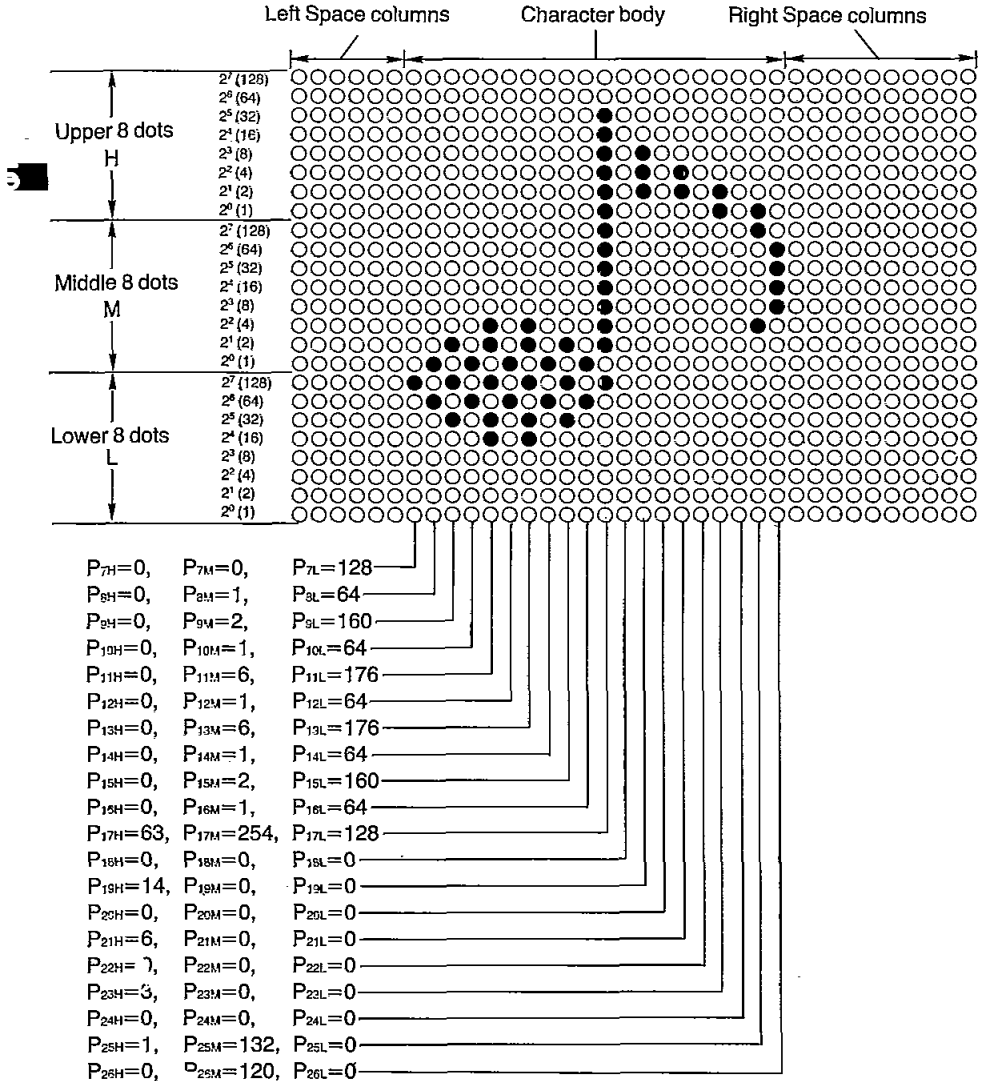 Left Space columns Character body Right Space columns
2⁷ (128)
2⁶ (64)
2⁵ (32)
Upper 8 dots 2⁴ (16)
H 2³ (8)
2² (4)
2¹ (2)
2⁰ (1)
2⁷ (128)
2⁶ (64)
2⁵ (32)
Middle 8 dots 2⁴ (16)
M 2³ (8)
2² (4)
2¹ (2)
2⁰ (1)
2⁷ (128)
2⁶ (64)
2⁵ (32)
Lower 8 dots 2⁴ (16)
L 2³ (8)
2² (4)
2¹ (2)
2⁰ (1)
P7H=0, P7M=0, P7L=128
P8H=0, P8M=1, P8L=64
P9H=0, P9M=2, P9L=160
P10H=0, P10M=1, P10L=64
P11H=0, P11M=6, P11L=176
P12H=0, P12M=1, P12L=64
P13H=0, P13M=6, P13L=176
P14H=0, P14M=1, P14L=64
P15H=0, P15M=2, P15L=160
P16H=0, P16M=1, P16L=64
P17H=63, P17M=254, P17L=128
P18H=0, P18M=0, P18L=0
P19H=14, P19M=0, P19L=0
P20H=0, P20M=0, P20L=0
P21H=6, P21M=0, P21L=0
P22H=0, P22M=0, P22L=0
P23H=3, P23M=0, P23L=0
P24H=0, P24M=0, P24L=0
P25H=1, P25M=132, P25L=0
P26H=0, P26M=120, P26L=0